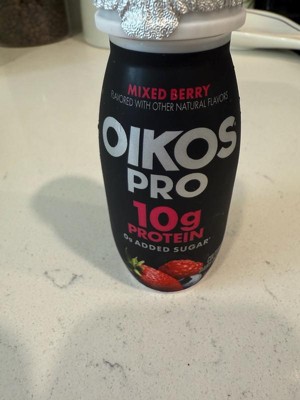 MIXED BERRY
FLAVORED WITH OTHER NATURAL FLAVORS
OIKOS
PRO
10g
PROTEIN
0g ADDED SUGAR*